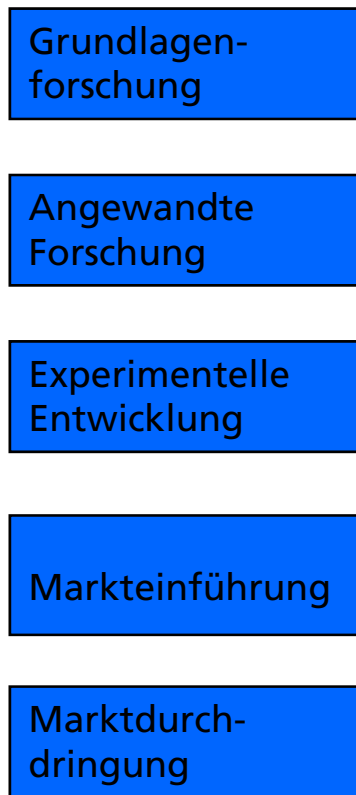 Grundlagen-
forschung
Angewandte
Forschung
Experimentelle
Entwicklung
Markteinführung
Marktdurch-
dringung